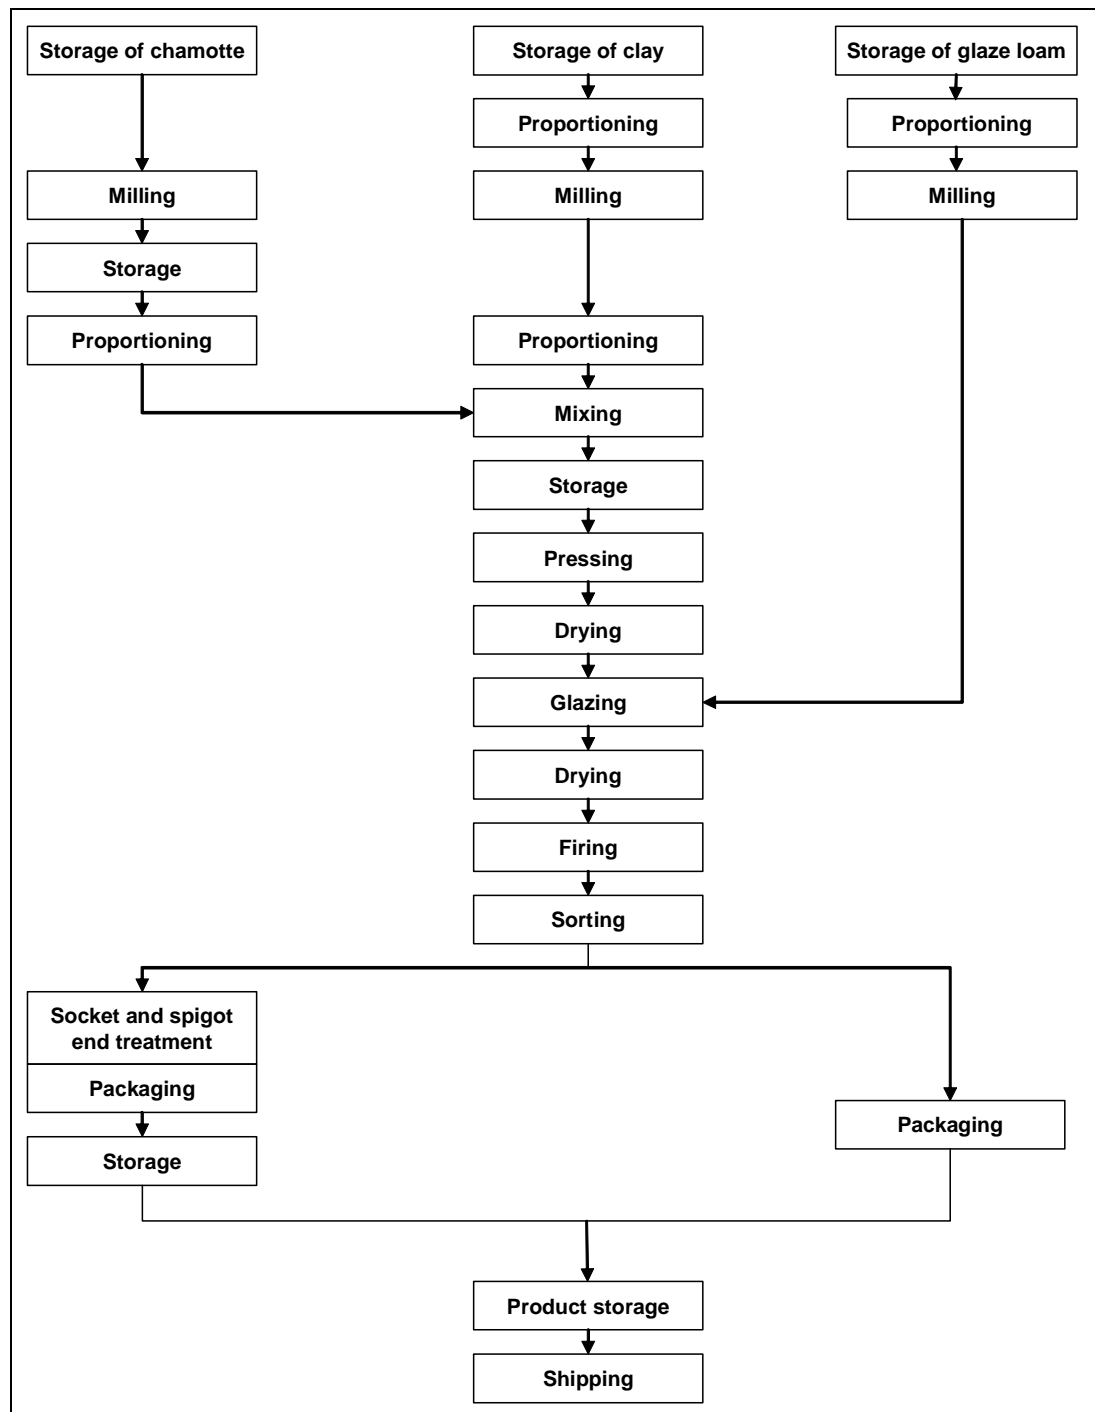 Storage of chamotte
Storage of clay
Storage of glaze loam
Proportioning
Proportioning
Milling
Milling
Milling
Storage
Proportioning
Proportioning
Mixing
Storage
Pressing
Drying
Glazing
Drying
Firing
Sorting
Socket and spigot
end treatment
Packaging
Packaging
Storage
Product storage
Shipping